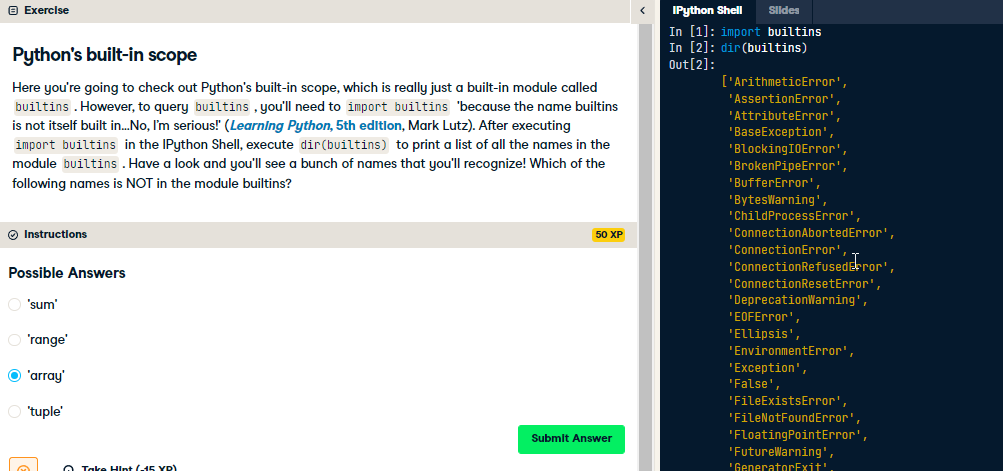 Exercise
Python's built-in scope
Here you're going to check out Python's built-in scope, which is really just a built-in module called
builtins . However, to query builtins , you'll need to import builtins 'because the name builtins
is not itself built in...No, I'm serious!' (Learning Python, 5th edition, Mark Lutz). After executing
import builtins in the IPython Shell, execute dir(builtins) to print a list of all the names in the
module builtins . Have a look and you'll see a bunch of names that you'll recognize! Which of the
following names is NOT in the module builtins?
Instructions
50 XP
Possible Answers
'sum'
'range'
'array'
'tuple'
Submit Answer
Take Hint (-15 XP)
IPython Shell
Slides
In [1]: import builtins
In [2]: dir(builtins)
Out[2]:
['ArithmeticError',
'AssertionError',
'AttributeError',
'BaseException',
'BlockingIOError',
'BrokenPipeError',
'BufferError',
'BytesWarning',
'ChildProcessError',
'ConnectionAbortedError',
'ConnectionError',
'ConnectionRefusedError',
'ConnectionResetError',
'DeprecationWarning',
'EOFError',
'Ellipsis',
'EnvironmentError',
'Exception',
'False',
'FileExistsError',
'FileNotFoundError',
'FloatingPointError',
'FutureWarning',
'GeneratorExit',